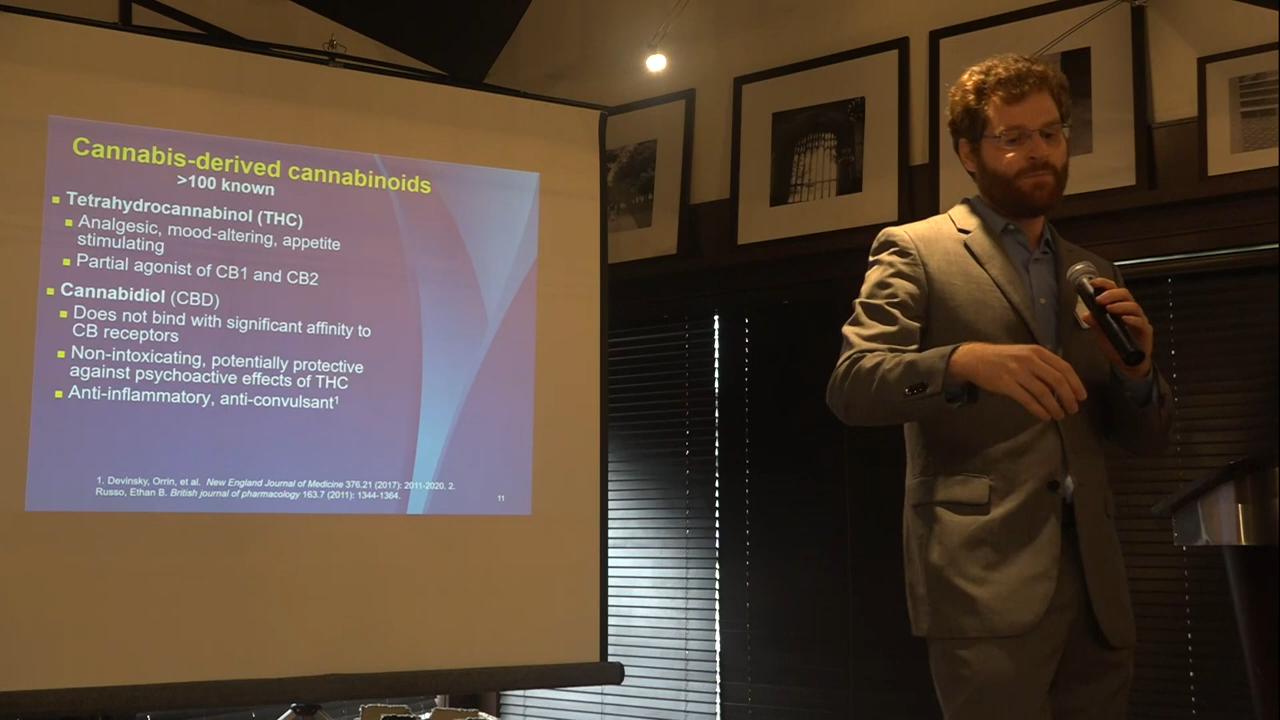 Cannabis-derived cannabinoids
>100 known
Tetrahydrocannabinol (THC)
Analgesic, mood-altering, appetite
stimulating
Partial agonist of CB1 and CB2
Cannabidiol (CBD)
Does not bind with significant affinity to
CB receptors
Non-intoxicating, potentially protective
against psychoactive effects of THC
Anti-inflammatory, anti-convulsant¹
1. Devinsky, Orrin, et al. New England Journal of Medicine 376.21 (2017): 2011-2020. 2.
Russo, Ethan B. British journal of pharmacology 163.7 (2011): 1344-1364.
11